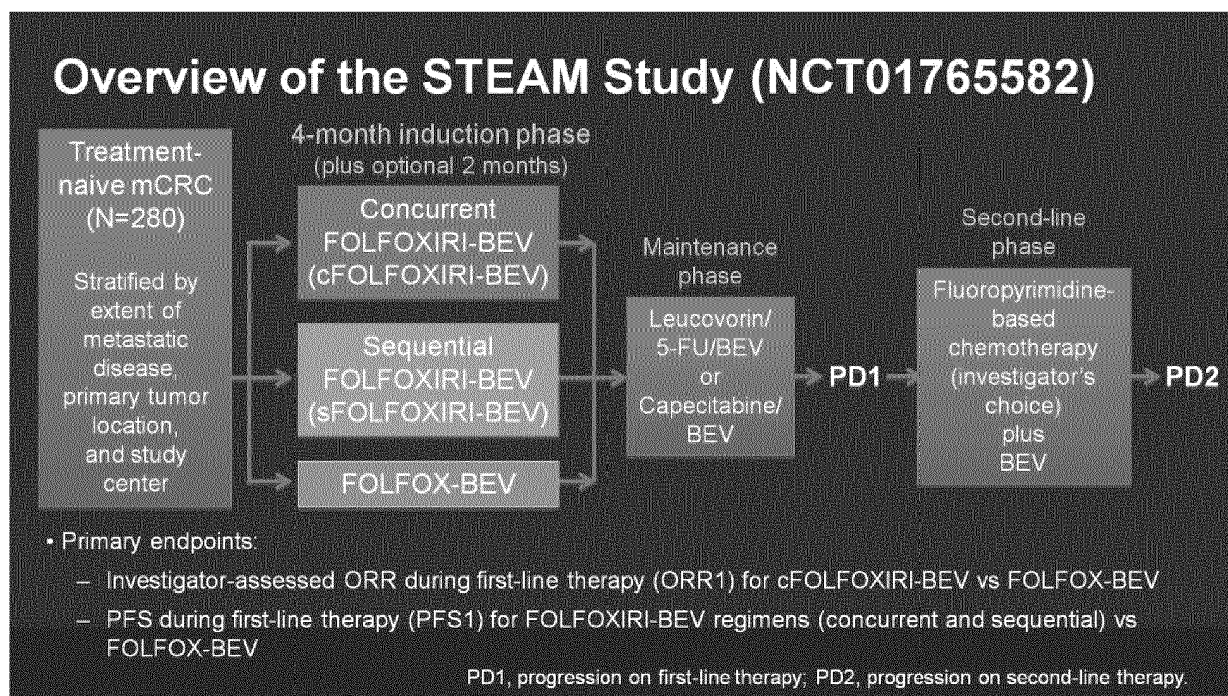 Overview of the STEAM Study (NCT01765582)
Treatment-
naive mCRC
(N=280)
Stratified by
extent of
metastatic
disease,
primary tumor
location,
and study
center
4-month induction phase
(plus optional 2 months)
Concurrent
FOLFOXIRI-BEV
(cFOLFOXIRI-BEV)
Sequential
FOLFOXIRI-BEV
(sFOLFOXIRI-BEV)
FOLFOX-BEV
Maintenance
phase
Leucovorin/
5-FU/BEV
or
Capecitabine/
BEV
PD1
Second-line
phase
Fluoropyrimidine-
based
chemotherapy
(investigator's
choice)
plus
BEV
PD2
• Primary endpoints:
– Investigator-assessed ORR during first-line therapy (ORR1) for cFOLFOXIRI-BEV vs FOLFOX-BEV
– PFS during first-line therapy (PFS1) for FOLFOXIRI-BEV regimens (concurrent and sequential) vs
FOLFOX-BEV
PD1, progression on first-line therapy; PD2, progression on second-line therapy.